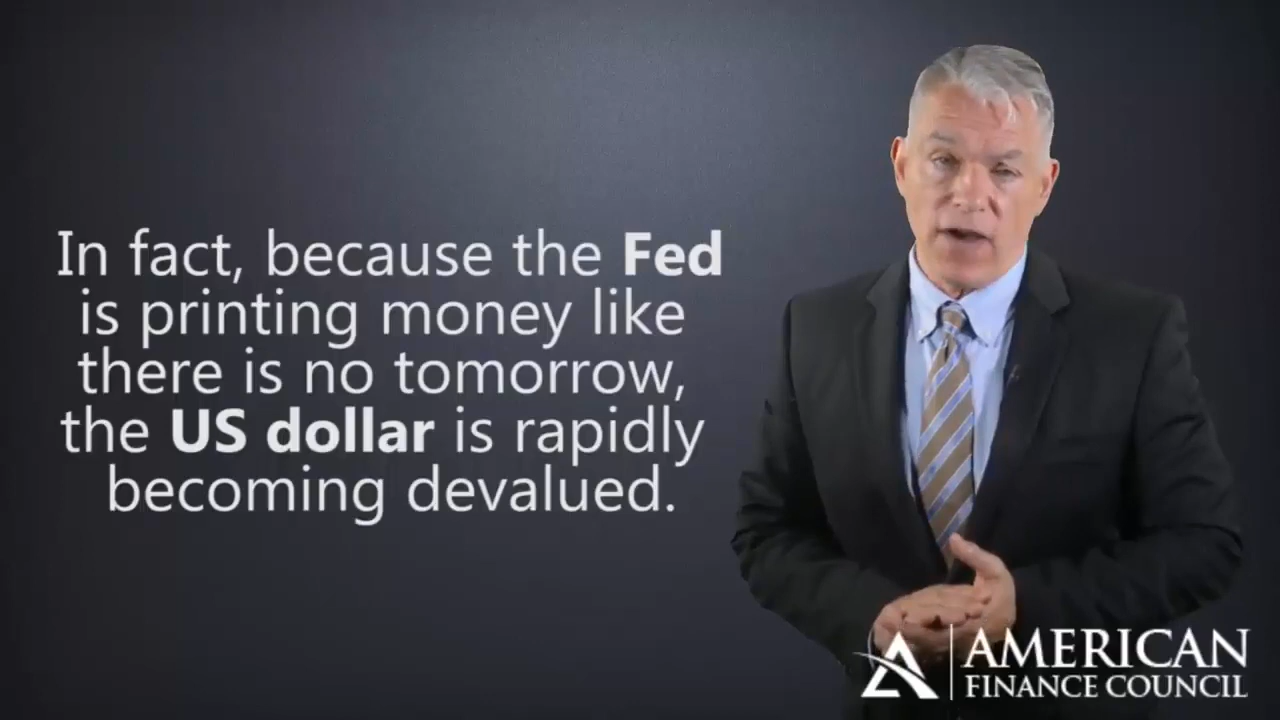 In fact, because the Fed
is printing money like
there is no tomorrow,
the US dollar is rapidly
becoming devalued.
AMERICAN
FINANCE COUNCIL